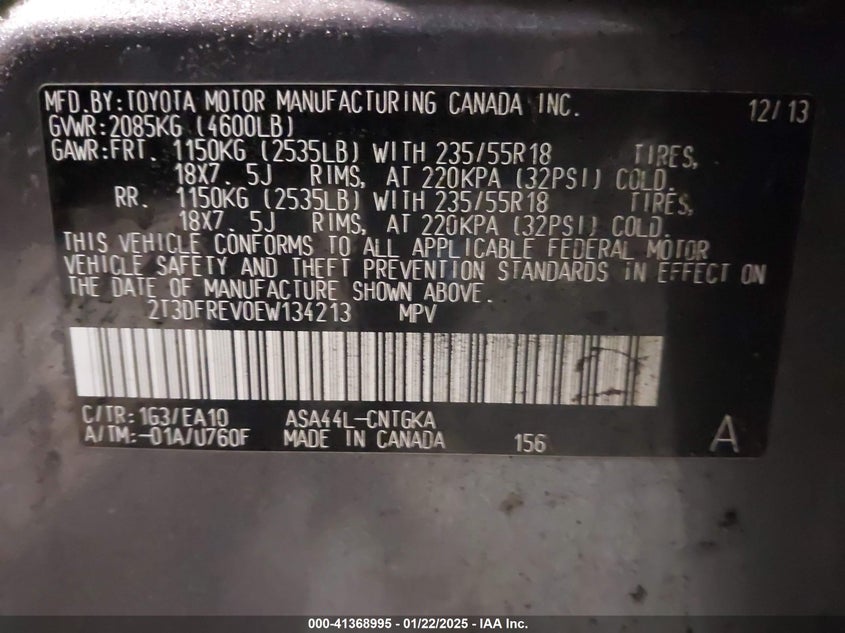 MFD.BY:TOYOTA MOTOR MANUFACTURING CANADA INC. 12/13
GVWR:2085KG (4600LB)
GAWR:FRT. 1150KG (2535LB) WITH 235/55R18 TIRES,
18X7.5J RIMS, AT 220KPA (32PSI) COLD.
RR. 1150KG (2535LB) WITH 235/55R18 TIRES,
18X7.5J RIMS, AT 220KPA (32PSI) COLD.
THIS VEHICLE CONFORMS TO ALL APPLICABLE FEDERAL MOTOR
VEHICLE SAFETY AND THEFT PREVENTION STANDARDS IN EFFECT ON
THE DATE OF MANUFACTURE SHOWN ABOVE.
2T3DFREV0EW134213 MPV
C/TR:1G3/EA10 ASA44L-CNTGKA
A/TM:-01A/U760F MADE IN CANADA 156 A
000-41368995 - 01/22/2025 - IAA Inc.